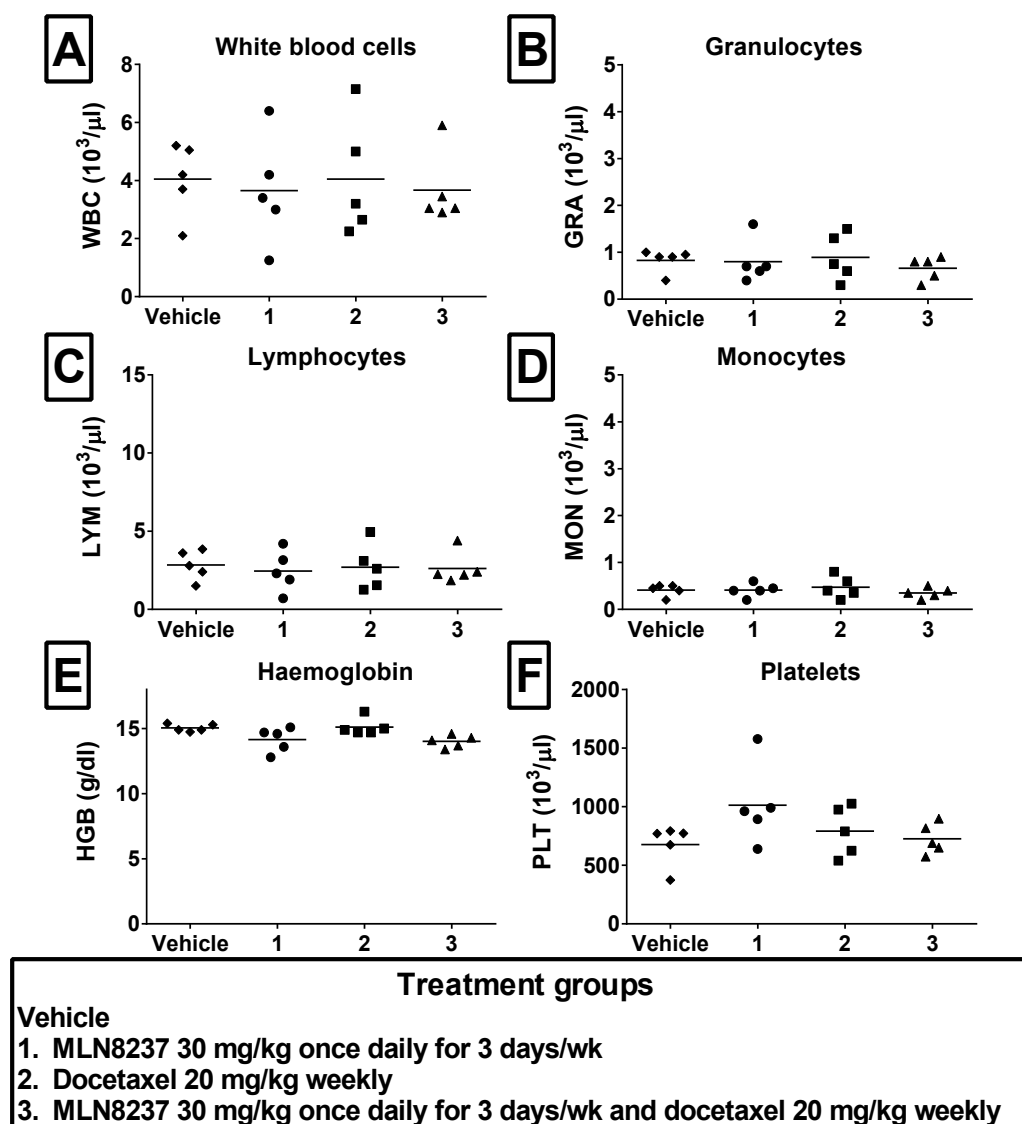 A
White blood cells
WBC (10³/µl)
8
6
4
2
0
Vehicle 1 2 3
B
Granulocytes
GRA (10³/µl)
5
4
3
2
1
0
Vehicle 1 2 3
C
Lymphocytes
LYM (10³/µl)
15
10
5
0
Vehicle 1 2 3
D
Monocytes
MON (10³/µl)
5
4
3
2
1
0
Vehicle 1 2 3
E
Haemoglobin
HGB (g/dl)
15
10
5
0
Vehicle 1 2 3
F
Platelets
PLT (10³/µl)
2000
1500
1000
500
0
Vehicle 1 2 3
Treatment groups
Vehicle
1. MLN8237 30 mg/kg once daily for 3 days/wk
2. Docetaxel 20 mg/kg weekly
3. MLN8237 30 mg/kg once daily for 3 days/wk and docetaxel 20 mg/kg weekly